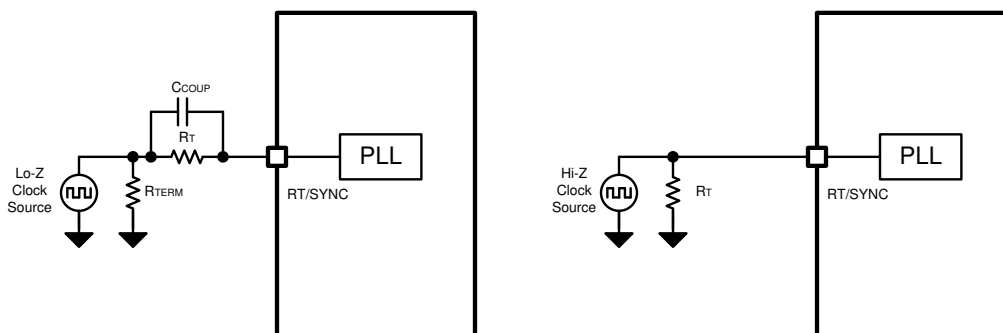 CCOUP
RT
PLL
Lo-Z
Clock
Source
RTERM
RT/SYNC
PLL
Hi-Z
Clock
Source
RT
RT/SYNC